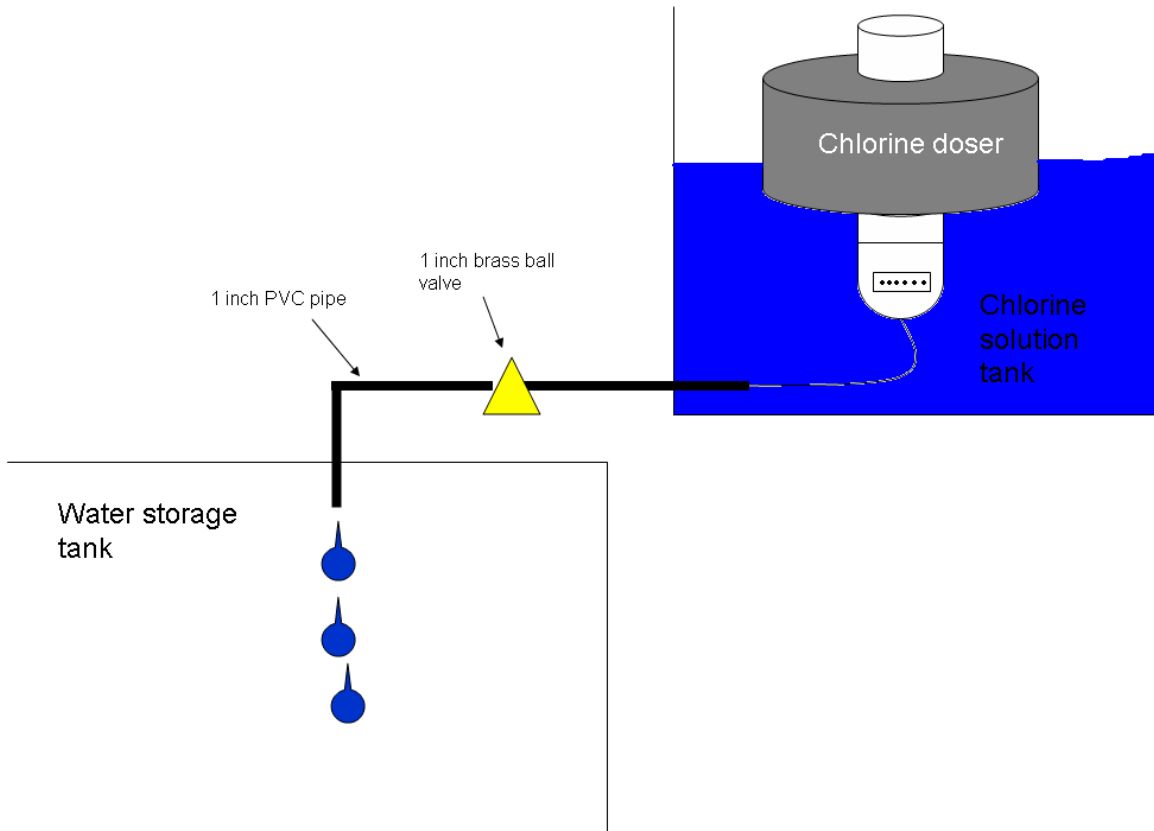 Chlorine doser
1 inch brass ball
valve
1 inch PVC pipe
Chlorine
solution
tank
Water storage
tank